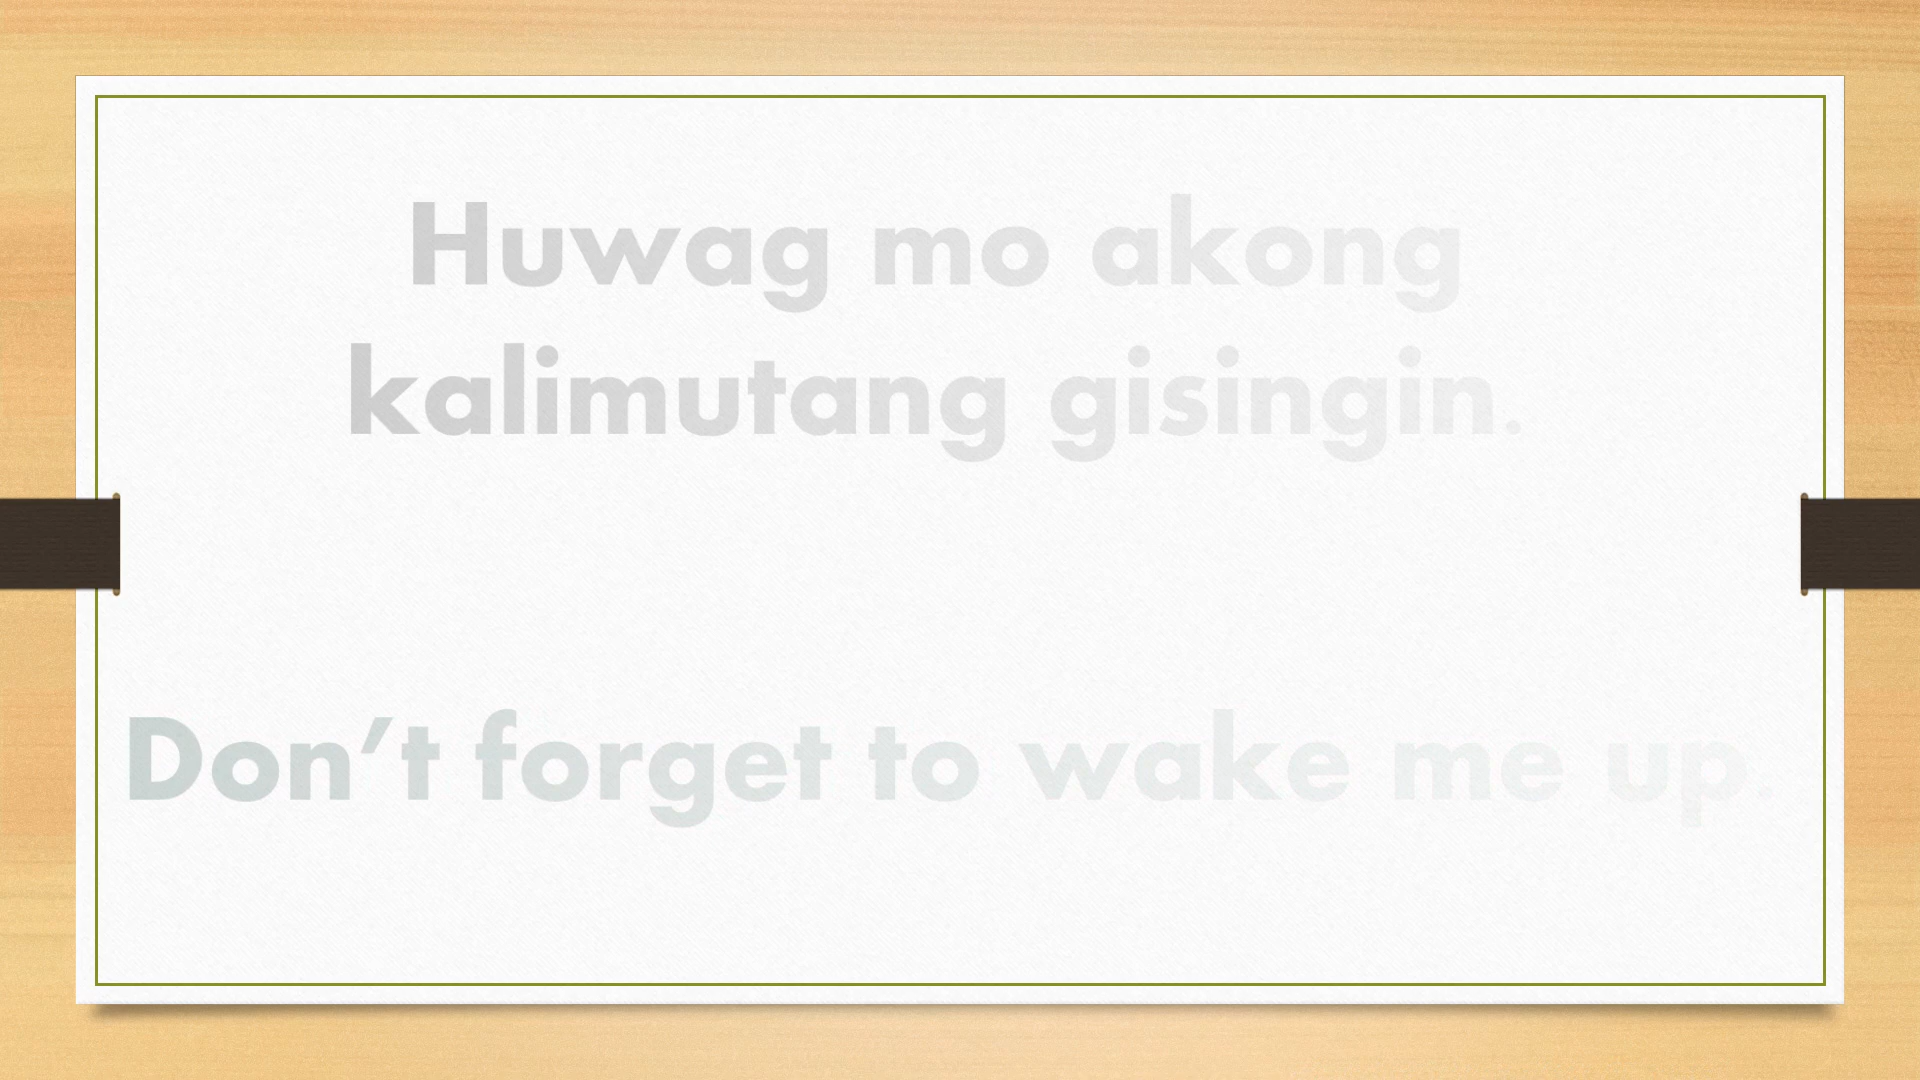 Huwag mo akong
kalimutang gisingin.
Don’t forget to wake me up.